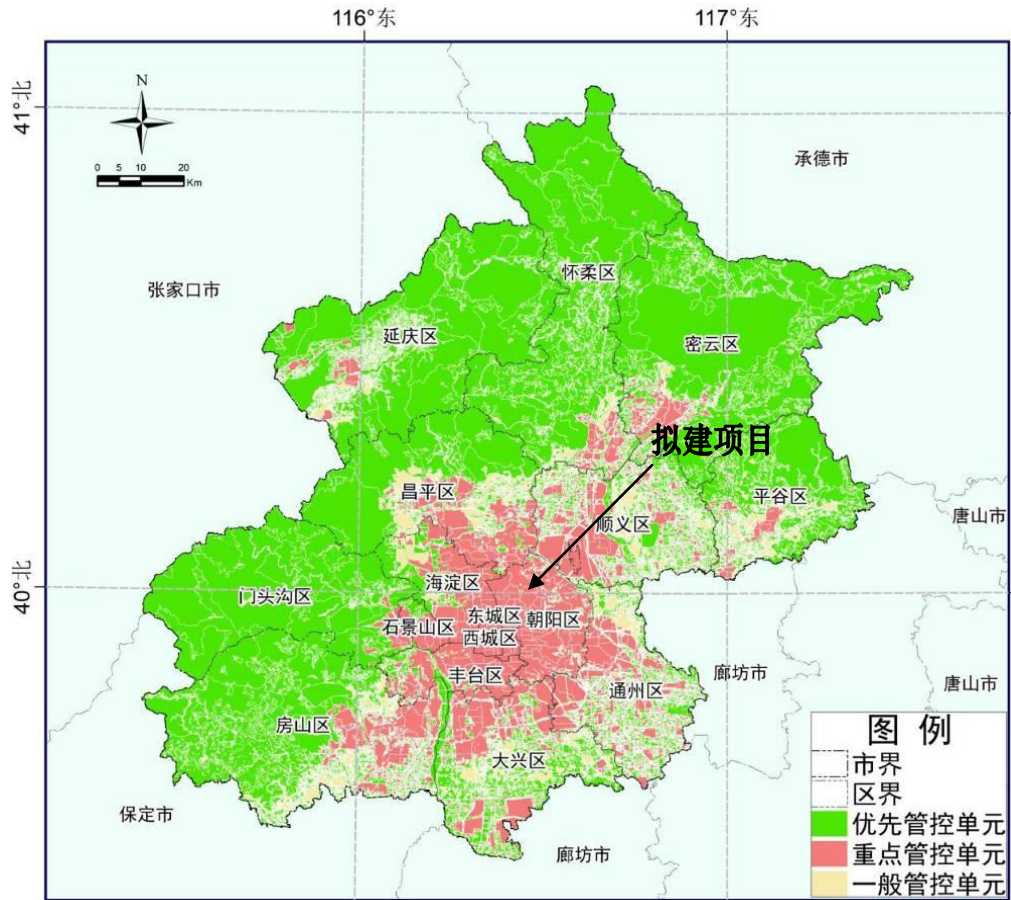 116°东
117°东
41°北
N
0 5 10 20
Km
承德市
怀柔区
张家口市
延庆区
密云区
拟建项目
昌平区
平谷区
顺义区
唐山市
40°北
海淀区
门头沟区
东城区
朝阳区
石景山区
西城区
丰台区
廊坊市
通州区
唐山市
房山区
大兴区
保定市
廊坊市
图 例
市界
区界
优先管控单元
重点管控单元
一般管控单元